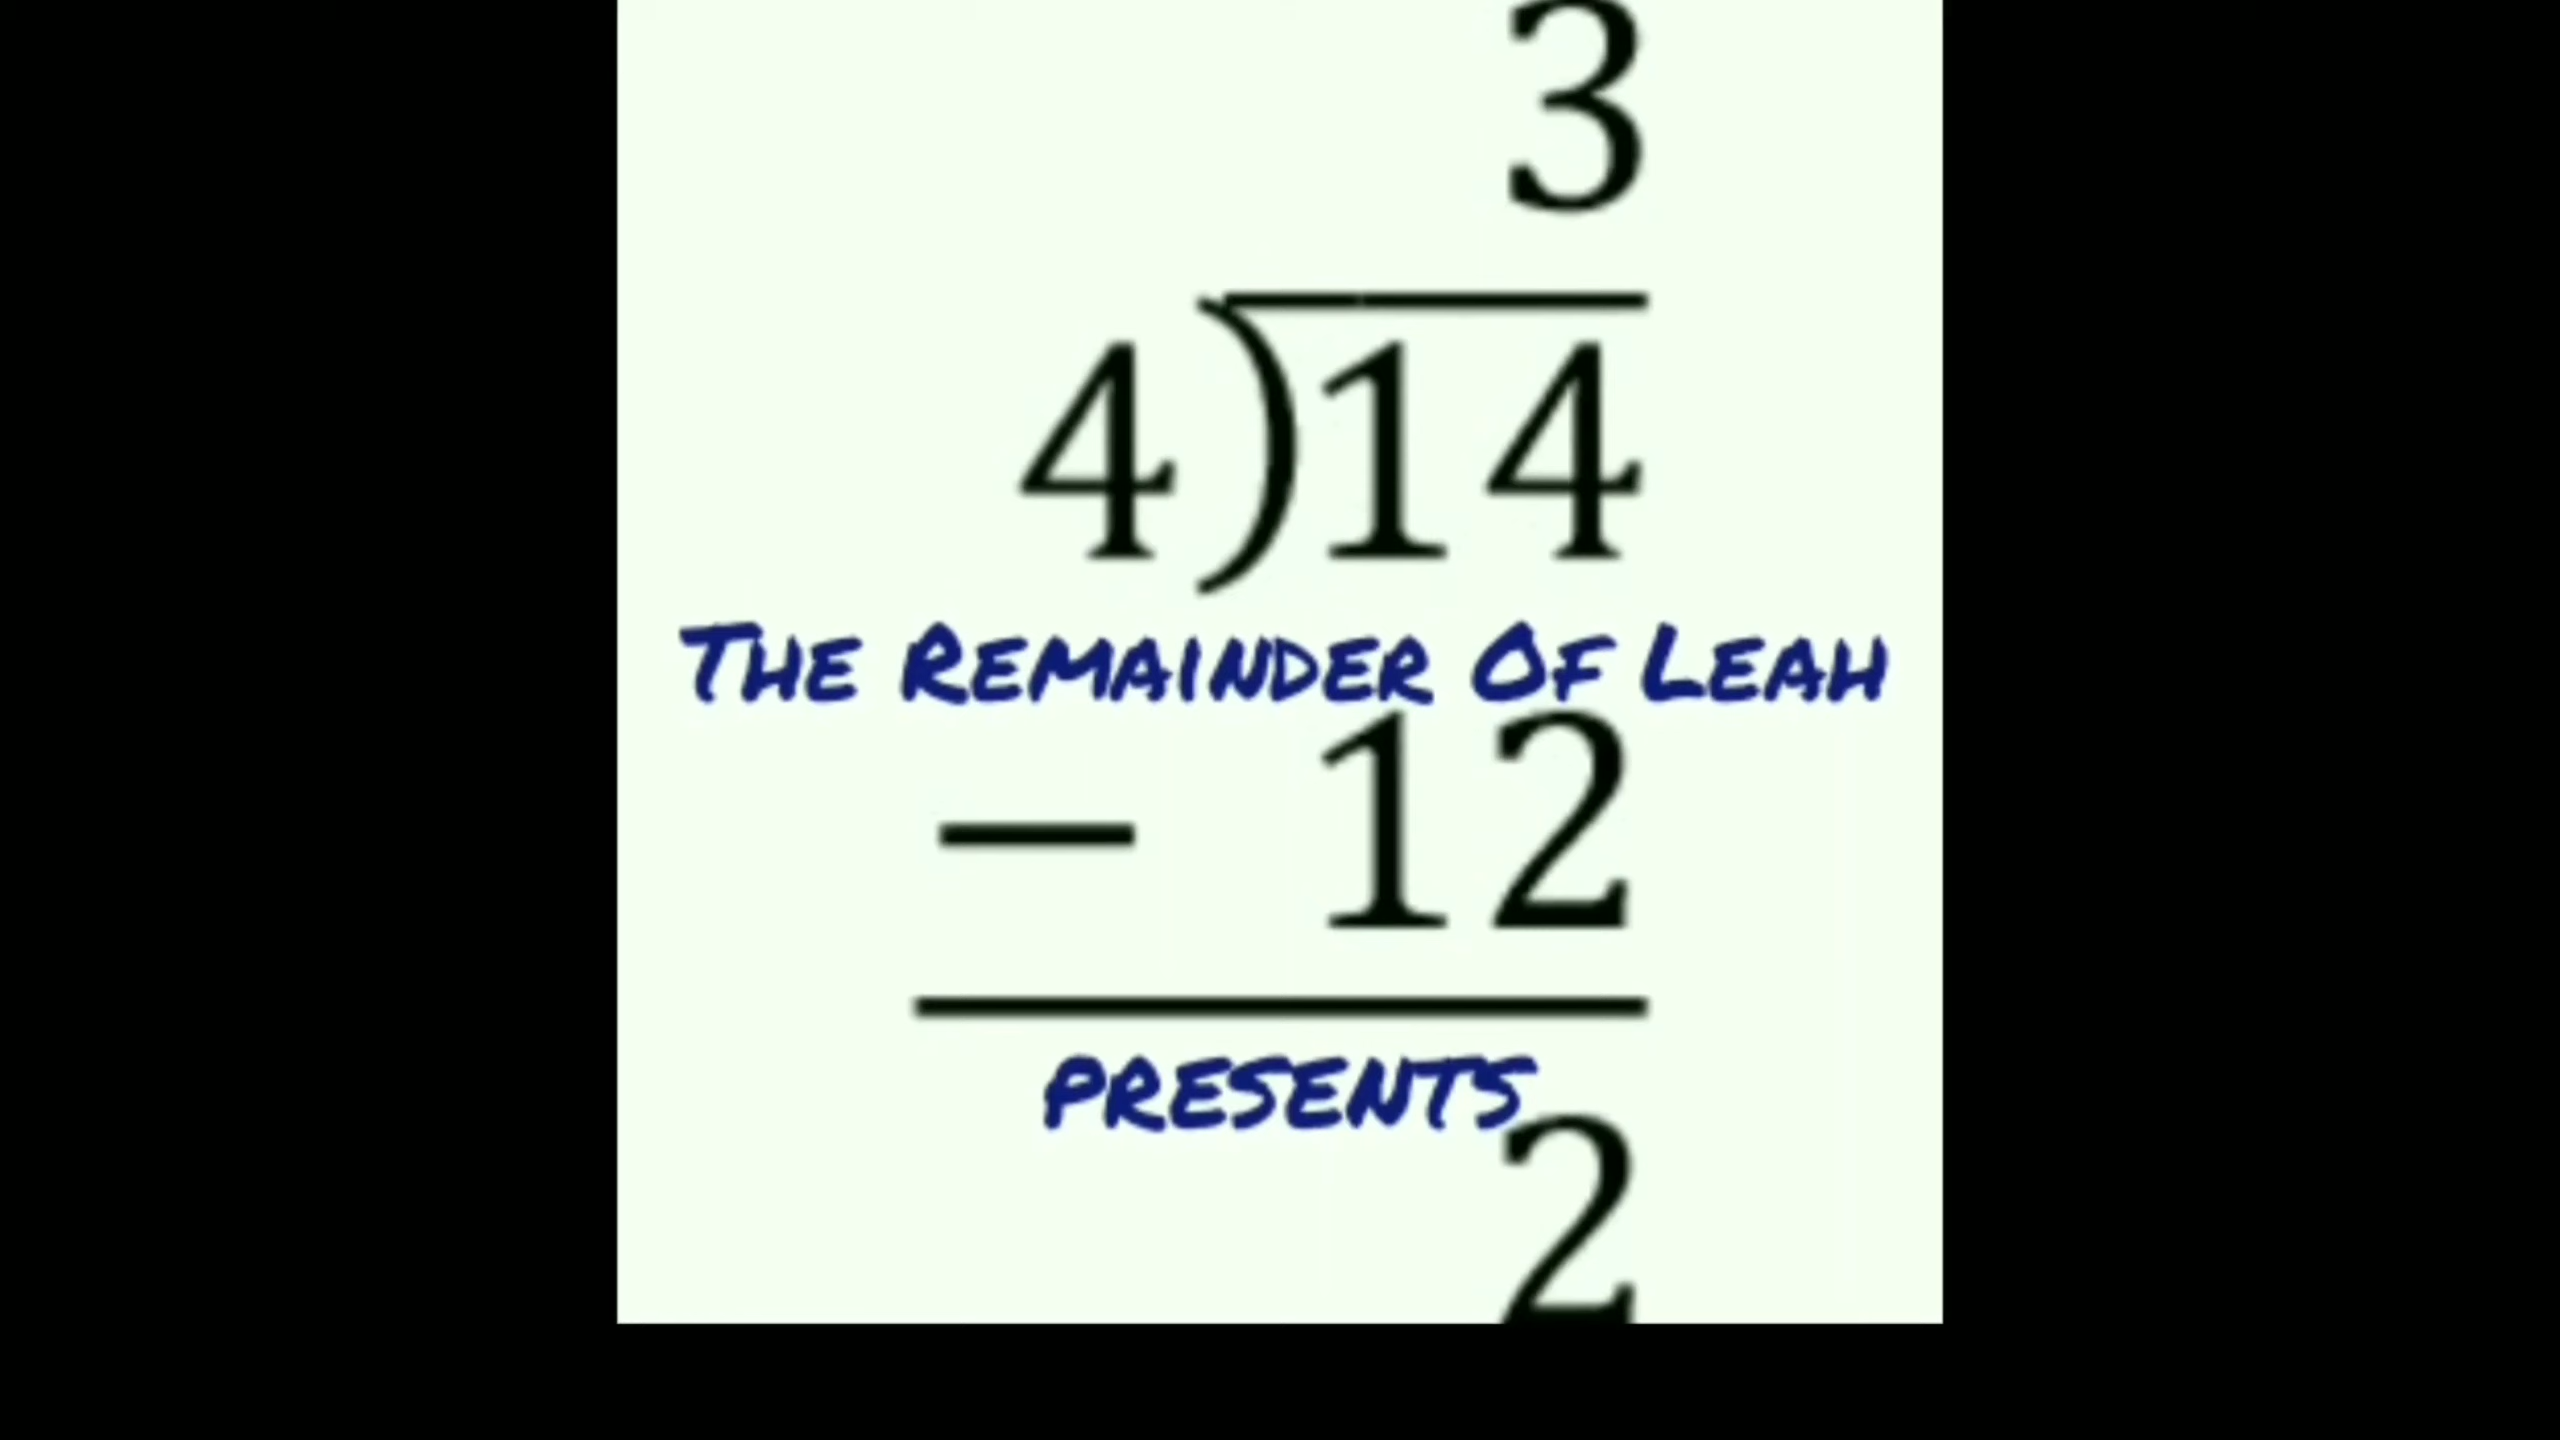 3
4)14
The Remainder Of Leah
− 12
PRESENTS
2